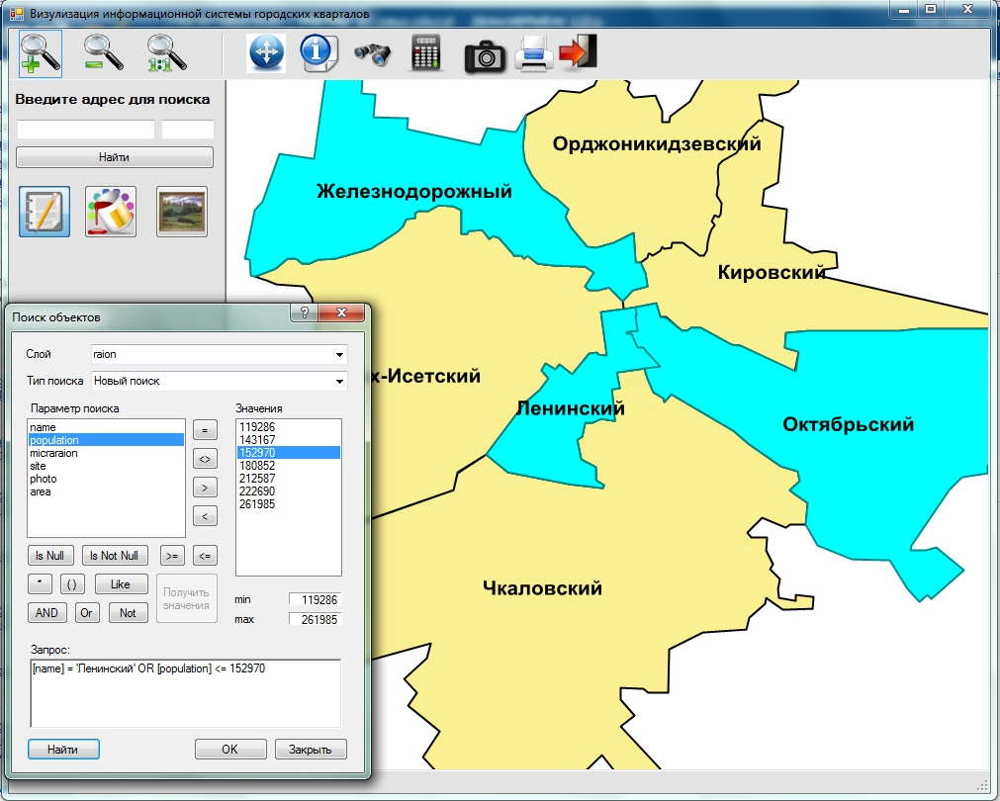 Визулизация информационной системы городских кварталов
1:1
Введите адрес для поиска
Найти
Орджоникидзевский
Железнодорожный
Кировский
х-Исетский
Ленинский
Октябрьский
Чкаловский
Поиск объектов
?
Слой
raion
Тип поиска
Новый поиск
Параметр поиска
Значения
name
population
micraraion
site
photo
area
=
<>
>
<
119286
143167
152970
180852
212587
222690
261985
Is Null
Is Not Null
>=
<=
*
()
Like
Получить
значения
AND
Or
Not
min
119286
max
261985
Запрос:
[name] = 'Ленинский' OR [population] <= 152970
Найти
OK
Закрыть